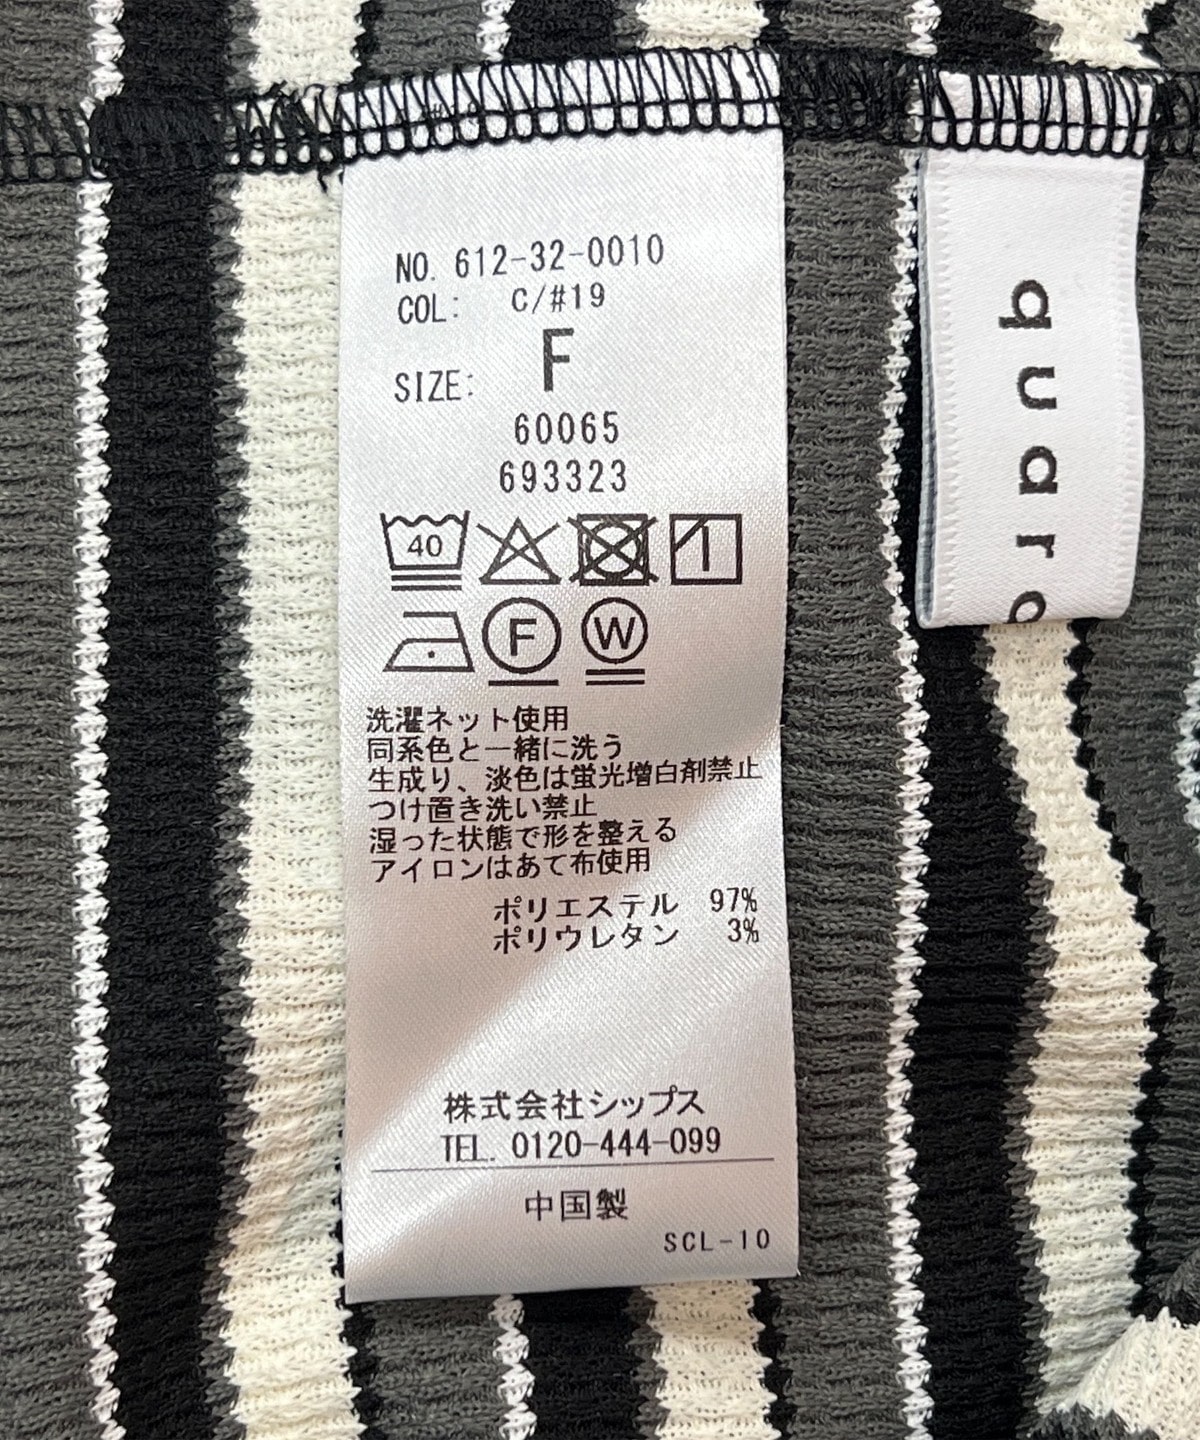 NO. 612-32-0010
COL: C/#19
SIZE: F
60065
693323
40
F W
洗濯ネット使用
同系色と一緒に洗う
生成り、淡色は蛍光増白剤禁止
つけ置き洗い禁止
湿った状態で形を整える
アイロンはあて布使用
ポリエステル 97%
ポリウレタン 3%
株式会社シップス
TEL. 0120-444-099
中国製
SCL-10